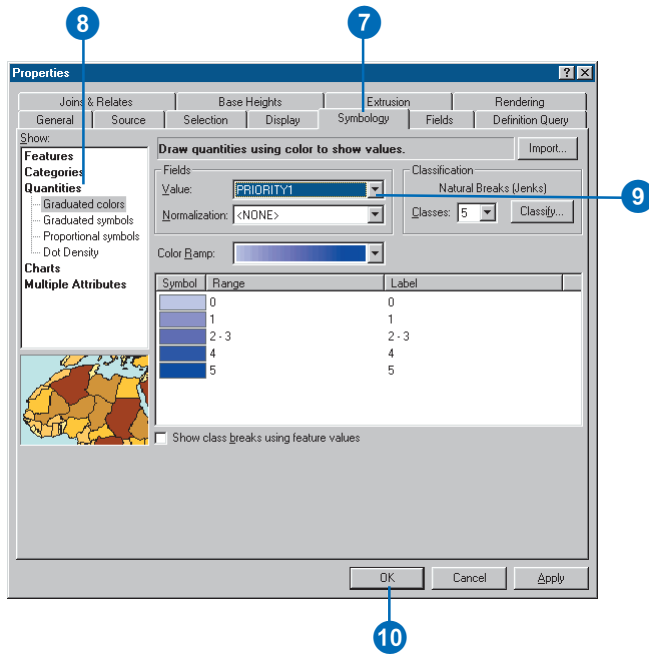 8 7
Properties ? ×
Joins & Relates Base Heights Extrusion Rendering
General Source Selection Display Symbology Fields Definition Query
Show:
Features
Categories
Quantities
Graduated colors
Graduated symbols
Proportional symbols
Dot Density
Charts
Multiple Attributes
Draw quantities using color to show values. Import...
Fields
Value: PRIORITY1
Normalization: <NONE>
Classification
Natural Breaks (Jenks)
Classes: 5 Classify...
9
Color Ramp:
Symbol Range Label
0 0
1 1
2 - 3 2 - 3
4 4
5 5
Show class breaks using feature values
OK Cancel Apply
10